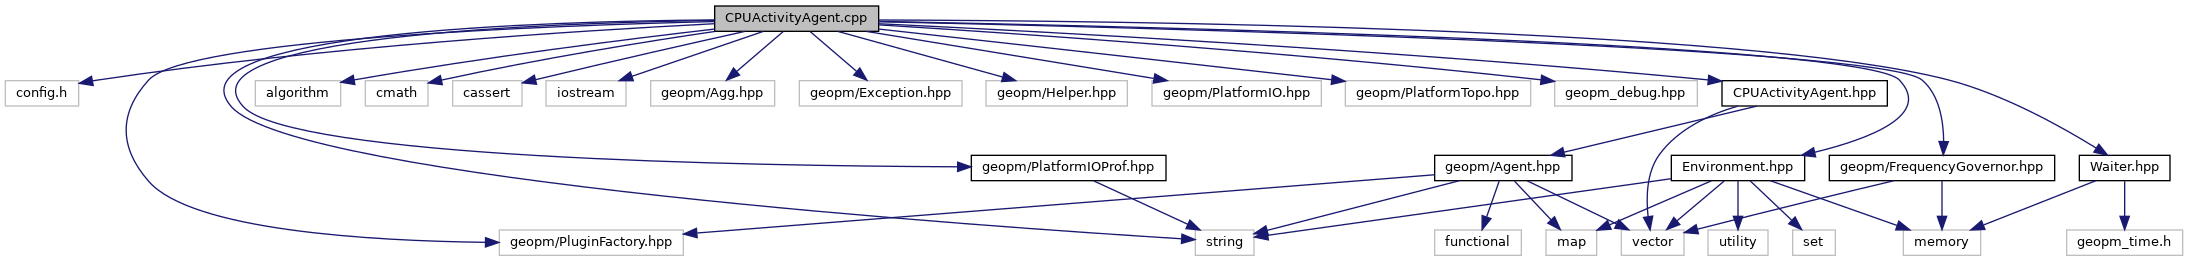 CPUActivityAgent.cpp
config.h
algorithm
cmath
cassert
iostream
geopm/Agg.hpp
geopm/Exception.hpp
geopm/Helper.hpp
geopm/PlatformIO.hpp
geopm/PlatformTopo.hpp
geopm_debug.hpp
CPUActivityAgent.hpp
geopm/PlatformIOProf.hpp
geopm/Agent.hpp
Environment.hpp
geopm/FrequencyGovernor.hpp
Waiter.hpp
geopm/PluginFactory.hpp
string
functional
map
vector
utility
set
memory
geopm_time.h